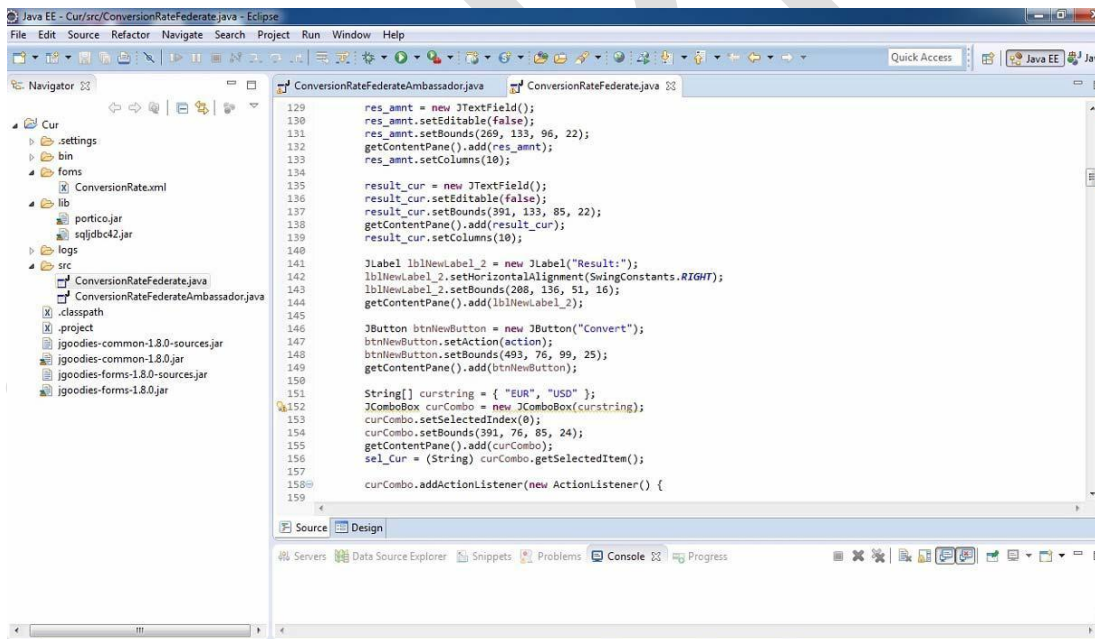 Java EE - Cur/src/ConversionRateFederate.java - Eclipse
File Edit Source Refactor Navigate Search Project Run Window Help
Quick Access
Java EE
Ja
Navigator
Cur
.settings
bin
foms
ConversionRate.xml
lib
portico.jar
sqljdbc42.jar
logs
src
ConversionRateFederate.java
ConversionRateFederateAmbassador.java
.classpath
.project
jgoodies-common-1.8.0-sources.jar
jgoodies-common-1.8.0.jar
jgoodies-forms-1.8.0-sources.jar
jgoodies-forms-1.8.0.jar
ConversionRateFederateAmbassador.java ConversionRateFederate.java
129 res_amnt = new JTextField();
130 res_amnt.setEditable(false);
131 res_amnt.setBounds(269, 133, 96, 22);
132 getContentPane().add(res_amnt);
133 res_amnt.setColumns(10);
134
135 result_cur = new JTextField();
136 result_cur.setEditable(false);
137 result_cur.setBounds(391, 133, 85, 22);
138 getContentPane().add(result_cur);
139 result_cur.setColumns(10);
140
141 JLabel lblNewLabel_2 = new JLabel("Result:");
142 lblNewLabel_2.setHorizontalAlignment(SwingConstants.RIGHT);
143 lblNewLabel_2.setBounds(208, 136, 51, 16);
144 getContentPane().add(lblNewLabel_2);
145
146 JButton btnNewButton = new JButton("Convert");
147 btnNewButton.setAction(action);
148 btnNewButton.setBounds(493, 76, 99, 25);
149 getContentPane().add(btnNewButton);
150
151 String[] curstring = { "EUR", "USD" };
152 JComboBox curCombo = new JComboBox(curstring);
153 curCombo.setSelectedIndex(0);
154 curCombo.setBounds(391, 76, 85, 24);
155 getContentPane().add(curCombo);
156 sel_Cur = (String) curCombo.getSelectedItem();
157
158 curCombo.addActionListener(new ActionListener() {
159
Source Design
Servers Data Source Explorer Snippets Problems Console Progress